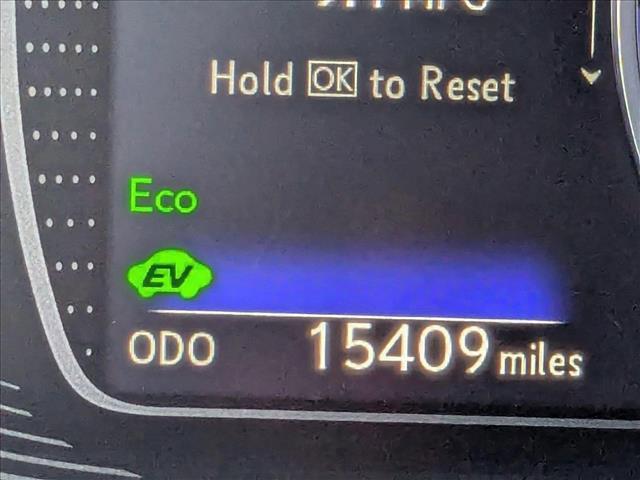 Hold OK to Reset
Eco
EV
ODO 15409 miles